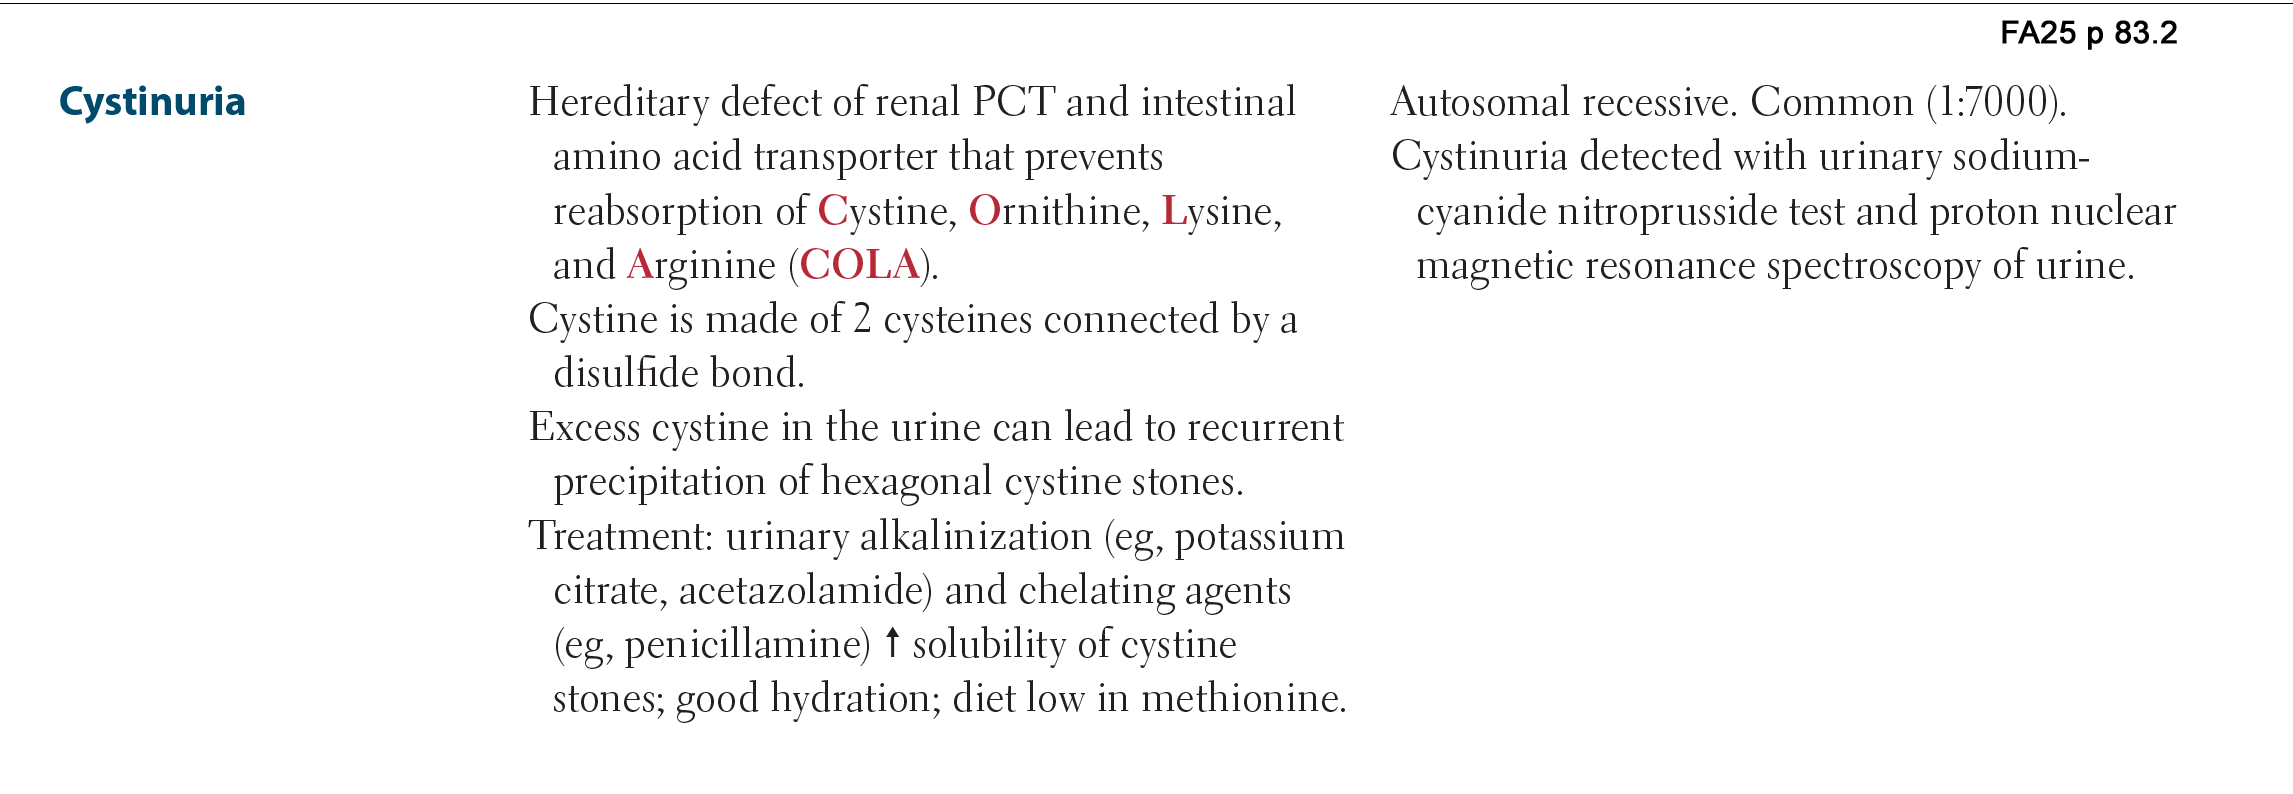 FA25 p 83.2
Cystinuria
Hereditary defect of renal PCT and intestinal
amino acid transporter that prevents
reabsorption of Cystine, Ornithine, Lysine,
and Arginine (COLA).
Cystine is made of 2 cysteines connected by a
disulfide bond.
Excess cystine in the urine can lead to recurrent
precipitation of hexagonal cystine stones.
Treatment: urinary alkalinization (eg, potassium
citrate, acetazolamide) and chelating agents
(eg, penicillamine) ↑ solubility of cystine
stones; good hydration; diet low in methionine.
Autosomal recessive. Common (1:7000).
Cystinuria detected with urinary sodium-
cyanide nitroprusside test and proton nuclear
magnetic resonance spectroscopy of urine.